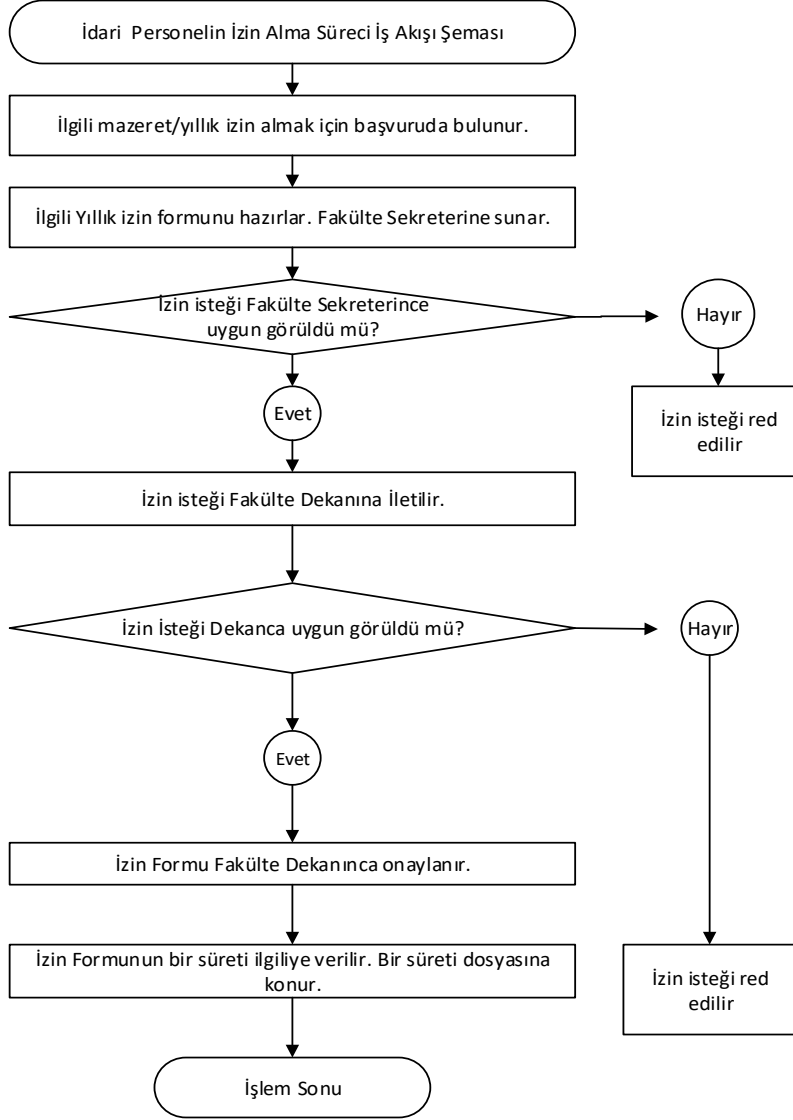 İdari Personelin İzin Alma Süreci İş Akışı Şeması
İlgili mazeret/yıllık izin almak için başvuruda bulunur.
İlgili Yıllık izin formunu hazırlar. Fakülte Sekreterine sunar.
İzin isteği Fakülte Sekreterince
uygun görüldü mü?
Hayır
Evet
İzin isteği red
edilir
İzin isteği Fakülte Dekanına İletilir.
İzin İsteği Dekanca uygun görüldü mü?
Hayır
Evet
İzin Formu Fakülte Dekanınca onaylanır.
İzin Formunun bir süreti ilgiliye verilir. Bir süreti dosyasına
konur.
İzin isteği red
edilir
İşlem Sonu